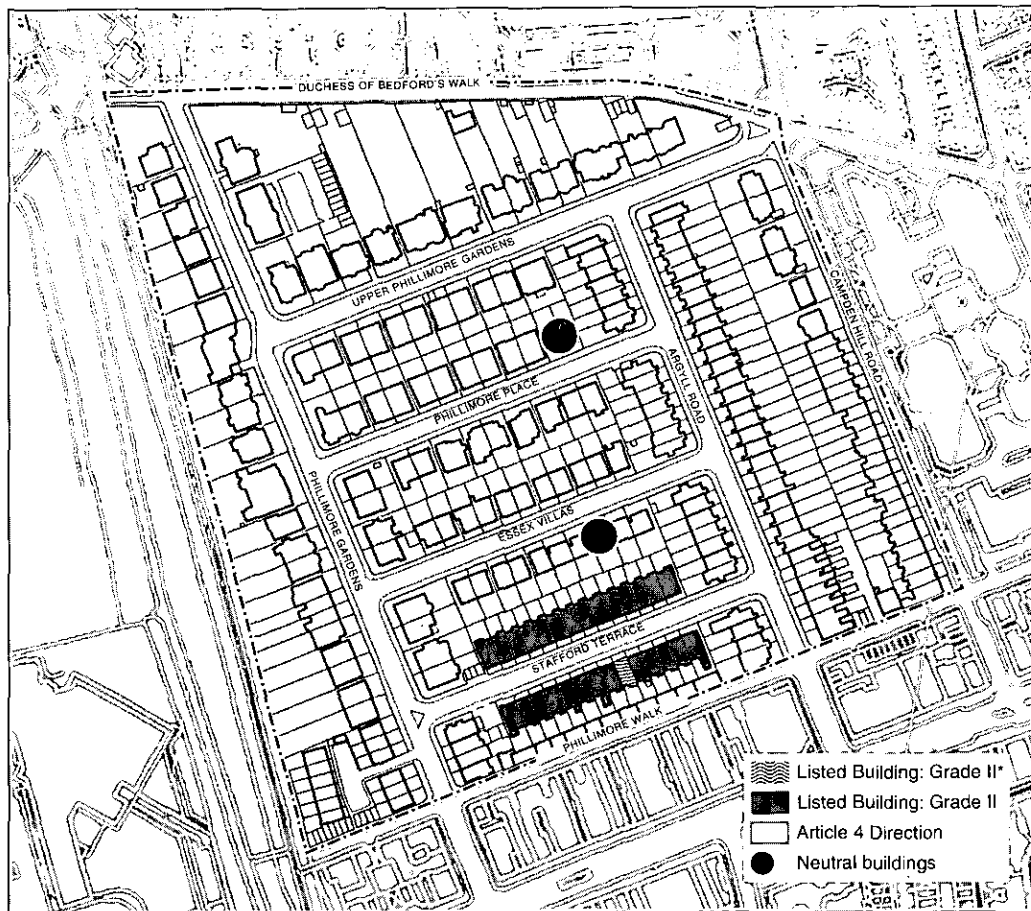 DUCHESS OF BEDFORD'S WALK
UPPER PHILLIMORE GARDENS
CAMPDEN HILL ROAD
PHILLIMORE PLACE
ARGYLL ROAD
PHILLIMORE GARDENS
ESSEX VILLAS
STAFFORD TERRACE
PHILLIMORE WALK
Listed Building: Grade II*
Listed Building: Grade II
Article 4 Direction
Neutral buildings